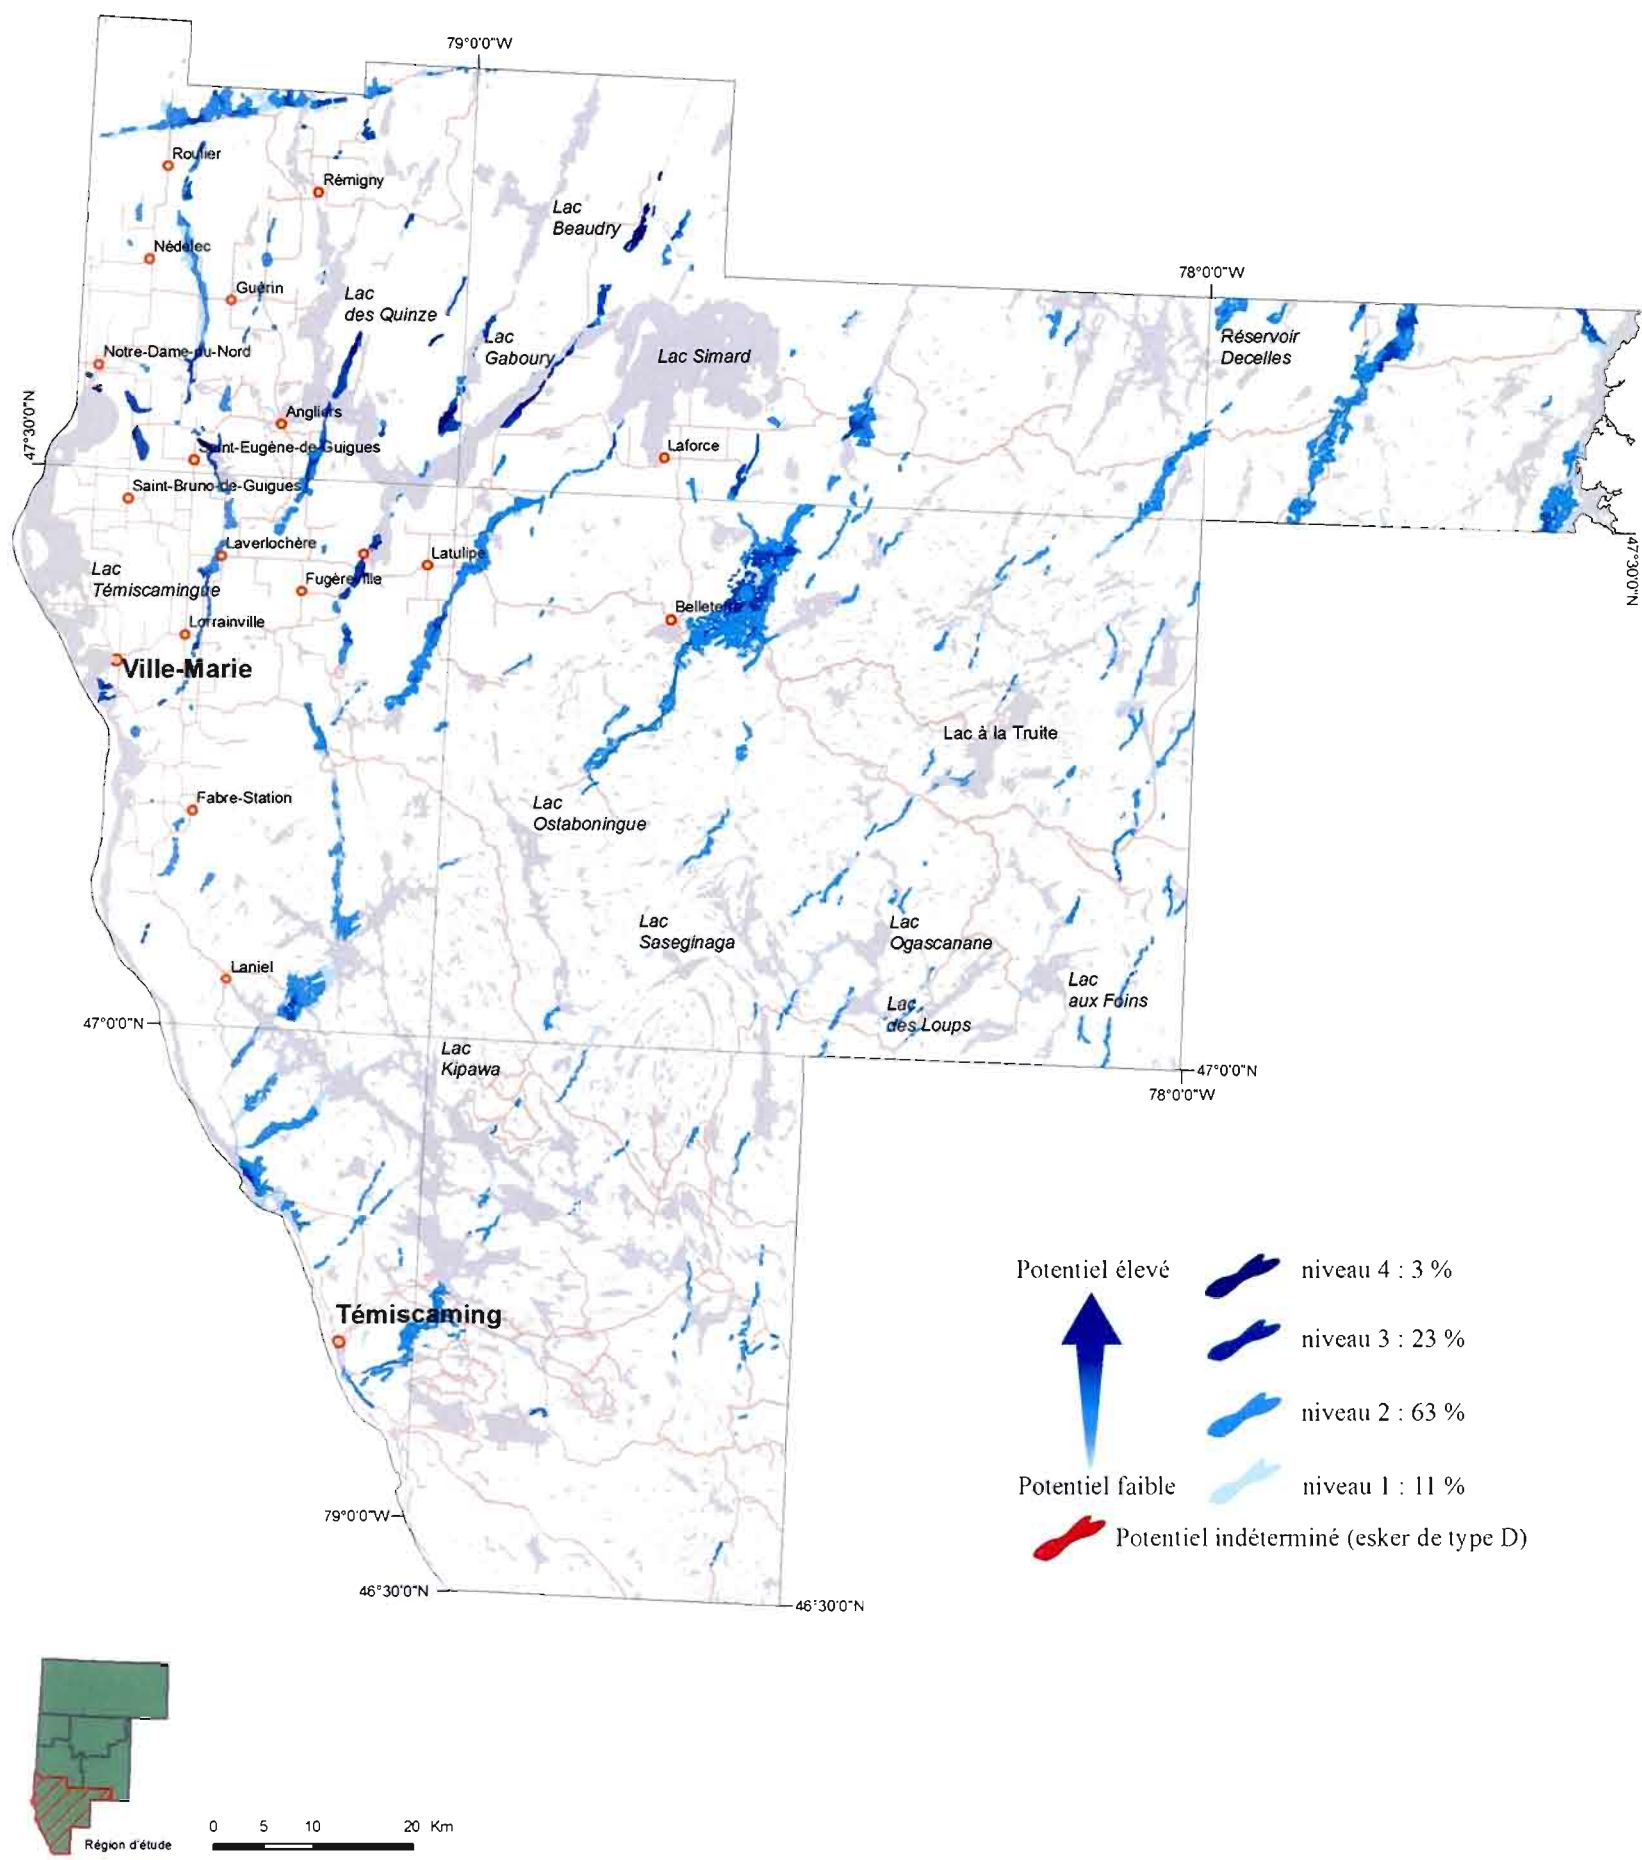 79°0'0"W
Roulier
Rémigny
Lac
Beaudry
Nédelec
78°0'0"W
Guérin
Lac
des Quinze
Réservoir
Decelles
Lac
Gaboury
Notre-Dame-du-Nord
Lac Simard
47°30'0"N
Angliers
Saint-Eugène-de-Guigues
Laforce
Saint-Bruno-de-Guigues
Laverlochère
Latulipe
47°30'0"N
Lac
Témiscamingue
Fugèreville
Lorrainville
Ville-Marie
Lac à la Truite
Fabre-Station
Lac
Ostaboningue
Lac
Saseginaga
Lac
Ogascanane
Laniel
Lac
aux Foins
Lac
des Loups
47°0'0"N
Lac
Kipawa
47°0'0"N
78°0'0"W
Témiscaming
Potentiel élevé
niveau 4 : 3 %
niveau 3 : 23 %
niveau 2 : 63 %
Potentiel faible
niveau 1 : 11 %
Potentiel indéterminé (esker de type D)
79°0'0"W
46°30'0"N
46°30'0"N
Région d'étude
0 5 10 20 Km